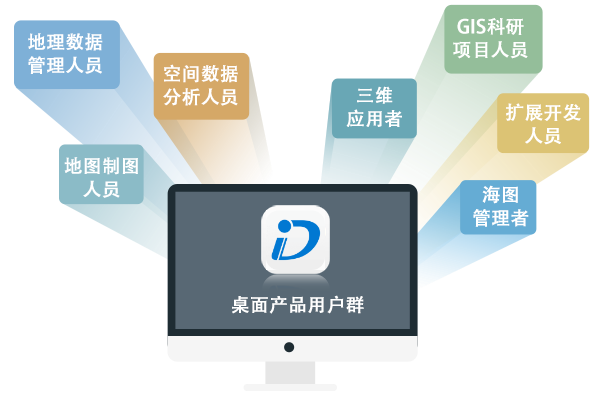 地理数据
管理人员
空间数据
分析人员
三维
应用者
GIS科研
项目人员
扩展开发
人员
地图制图
人员
海图
管理者
iD
桌面产品用户群